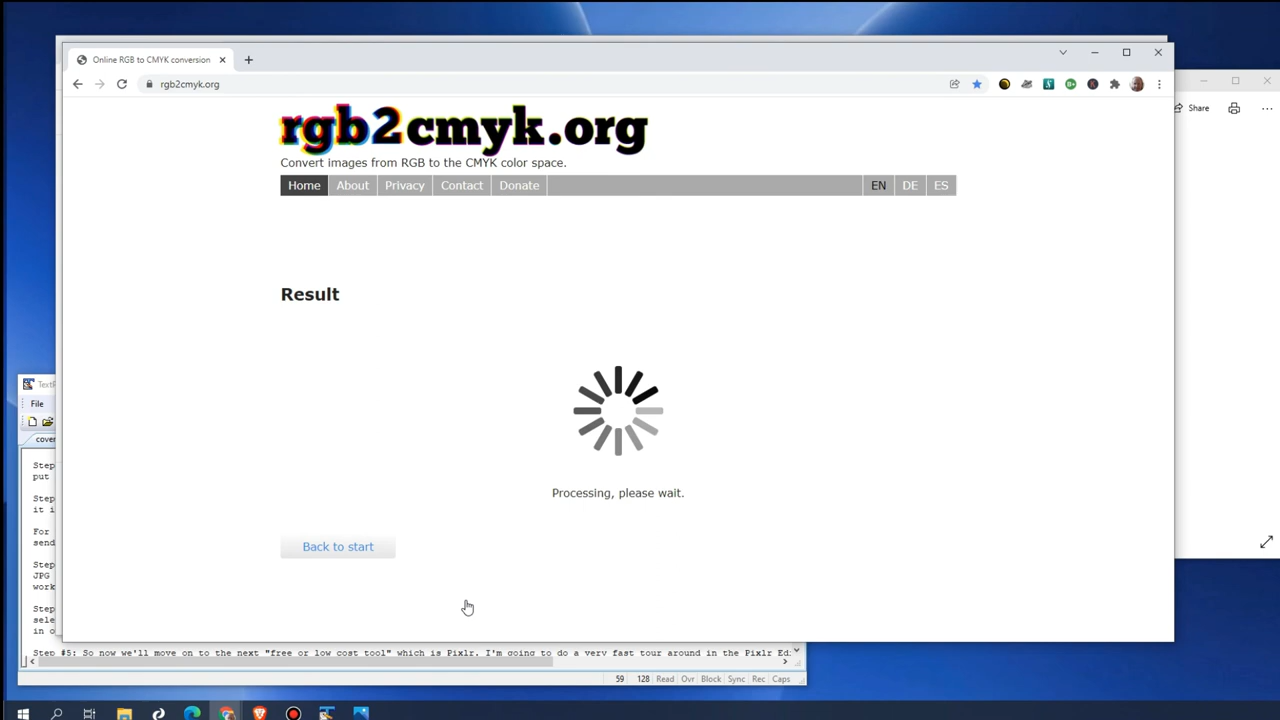 Online RGB to CMYK conversion
rgb2cmyk.org
Share
rgb2cmyk.org
Convert images from RGB to the CMYK color space.
Home About Privacy Contact Donate EN DE ES
Result
Processing, please wait.
Back to start
File
cover
Step
put
Step
it i
For
send
Step
JPG
work
Step
sele
in o
Step #5: So now we'll move on to the next "free or low cost tool" which is Pixlr. I'm going to do a very fast tour around in the Pixlr Ed
59 128 Read Ovr Block Sync Rec Caps